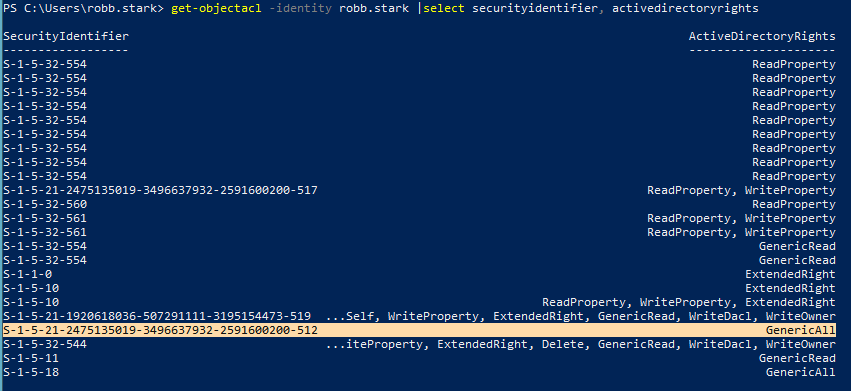 PS C:\Users\robb.stark> get-objectacl -identity robb.stark |select securityidentifier, activedirectoryrights
SecurityIdentifier ActiveDirectoryRights
------------------ ---------------------
S-1-5-32-554 ReadProperty
S-1-5-32-554 ReadProperty
S-1-5-32-554 ReadProperty
S-1-5-32-554 ReadProperty
S-1-5-32-554 ReadProperty
S-1-5-32-554 ReadProperty
S-1-5-32-554 ReadProperty
S-1-5-32-554 ReadProperty
S-1-5-32-554 ReadProperty
S-1-5-21-2475135019-3496637932-2591600200-517 ReadProperty, WriteProperty
S-1-5-32-560 ReadProperty
S-1-5-32-561 ReadProperty, WriteProperty
S-1-5-32-561 ReadProperty, WriteProperty
S-1-5-32-554 GenericRead
S-1-5-32-554 GenericRead
S-1-1-0 ExtendedRight
S-1-5-10 ExtendedRight
S-1-5-10 ReadProperty, WriteProperty, ExtendedRight
S-1-5-21-1920618036-507291111-3195154473-519 ...Self, WriteProperty, ExtendedRight, GenericRead, WriteDacl, WriteOwner
S-1-5-21-2475135019-3496637932-2591600200-512 GenericAll
S-1-5-32-544 ...iteProperty, ExtendedRight, Delete, GenericRead, WriteDacl, WriteOwner
S-1-5-11 GenericRead
S-1-5-18 GenericAll